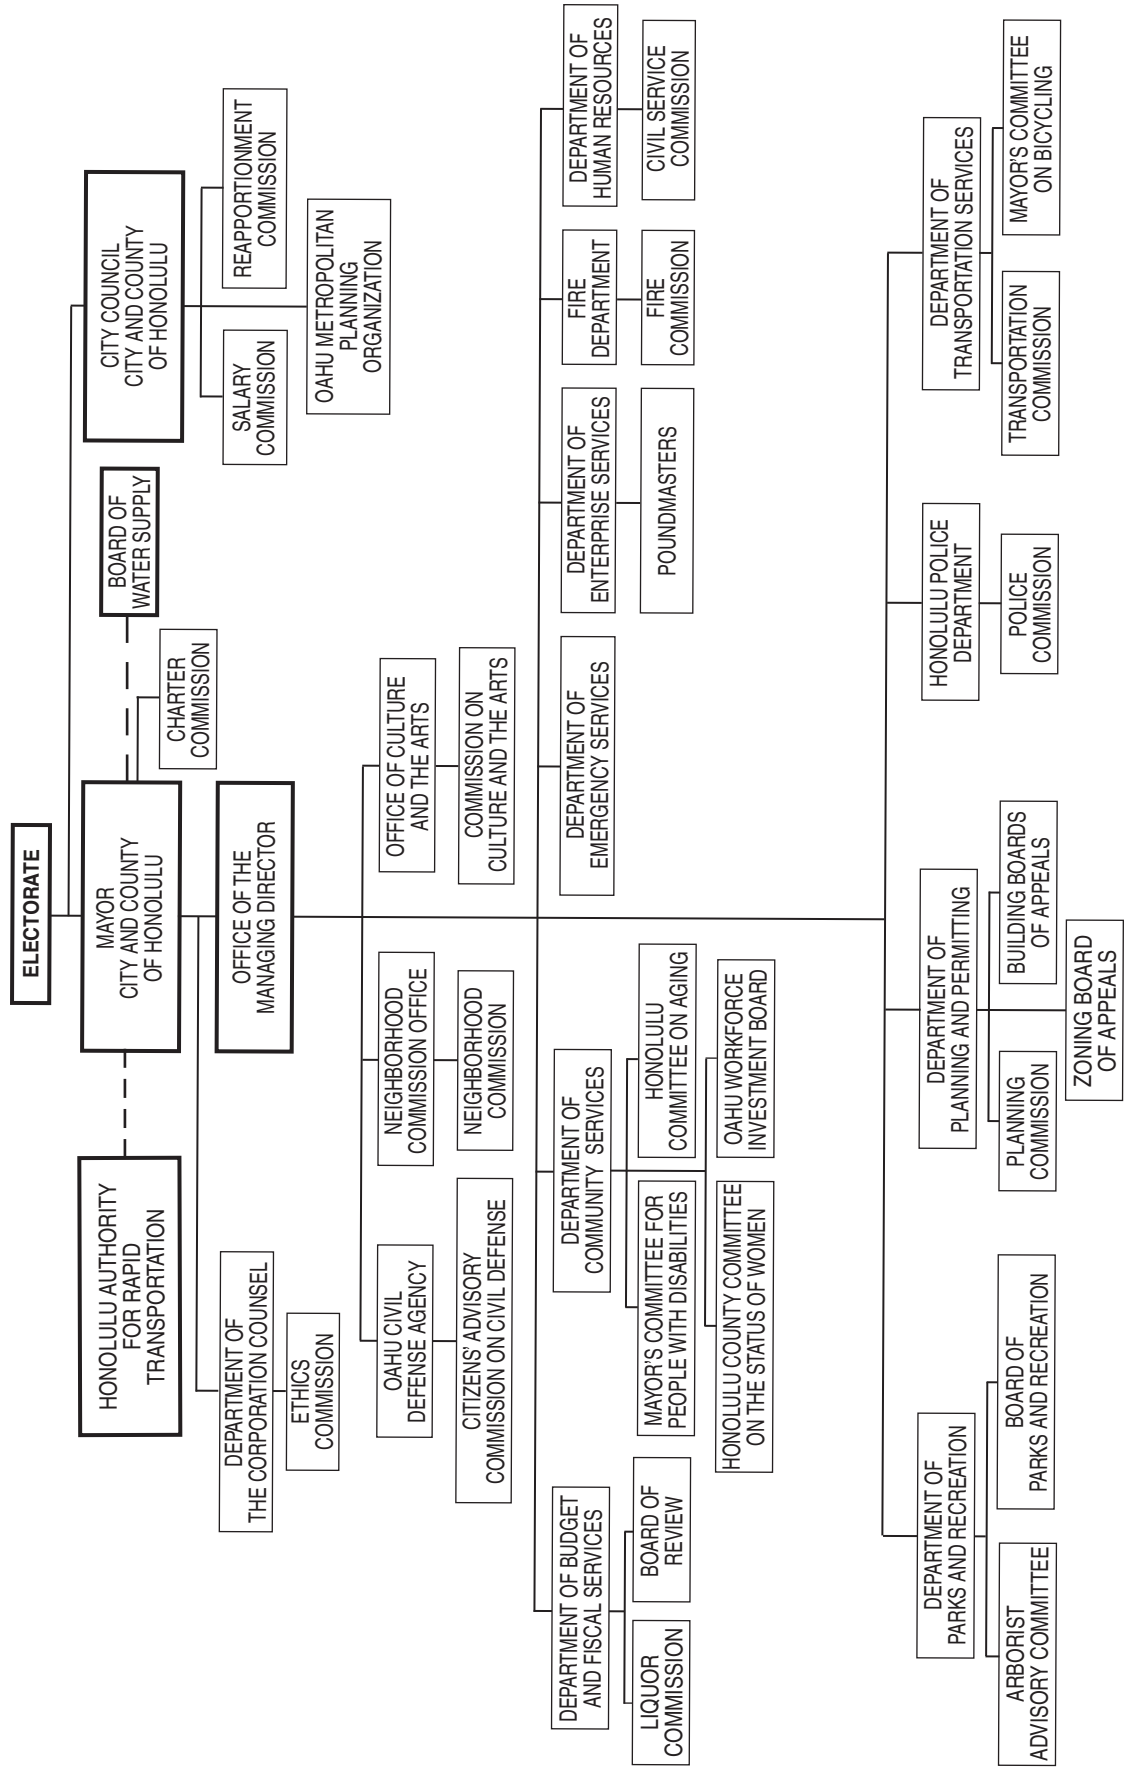 ELECTORATE
HONOLULU AUTHORITY
FOR RAPID
TRANSPORTATION
MAYOR
CITY AND COUNTY
OF HONOLULU
BOARD OF
WATER SUPPLY
CITY COUNCIL
CITY AND COUNTY
OF HONOLULU
CHARTER
COMMISSION
SALARY
COMMISSION
REAPPORTIONMENT
COMMISSION
OAHU METROPOLITAN
PLANNING
ORGANIZATION
DEPARTMENT OF
THE CORPORATION COUNSEL
ETHICS
COMMISSION
OFFICE OF THE
MANAGING DIRECTOR
OAHU CIVIL
DEFENSE AGENCY
CITIZENS' ADVISORY
COMMISSION ON CIVIL DEFENSE
NEIGHBORHOOD
COMMISSION OFFICE
NEIGHBORHOOD
COMMISSION
OFFICE OF CULTURE
AND THE ARTS
COMMISSION ON
CULTURE AND THE ARTS
DEPARTMENT OF BUDGET
AND FISCAL SERVICES
LIQUOR
COMMISSION
BOARD OF
REVIEW
DEPARTMENT OF
COMMUNITY SERVICES
MAYOR'S COMMITTEE FOR
PEOPLE WITH DISABILITIES
HONOLULU
COMMITTEE ON AGING
HONOLULU COUNTY COMMITTEE
ON THE STATUS OF WOMEN
OAHU WORKFORCE
INVESTMENT BOARD
DEPARTMENT OF
EMERGENCY SERVICES
DEPARTMENT OF
ENTERPRISE SERVICES
POUNDMASTERS
FIRE
DEPARTMENT
FIRE
COMMISSION
DEPARTMENT OF
HUMAN RESOURCES
CIVIL SERVICE
COMMISSION
DEPARTMENT OF
PARKS AND RECREATION
ARBORIST
ADVISORY COMMITTEE
BOARD OF
PARKS AND RECREATION
DEPARTMENT OF
PLANNING AND PERMITTING
PLANNING
COMMISSION
BUILDING BOARDS
OF APPEALS
ZONING BOARD
OF APPEALS
HONOLULU POLICE
DEPARTMENT
POLICE
COMMISSION
DEPARTMENT OF
TRANSPORTATION SERVICES
TRANSPORTATION
COMMISSION
MAYOR'S COMMITTEE
ON BICYCLING